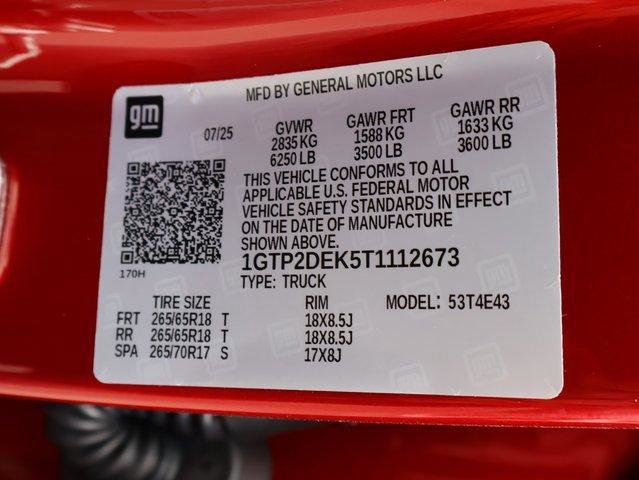 MFD BY GENERAL MOTORS LLC
gm
07/25
GVWR GAWR FRT GAWR RR
2835 KG 1588 KG 1633 KG
6250 LB 3500 LB 3600 LB
THIS VEHICLE CONFORMS TO ALL
APPLICABLE U.S. FEDERAL MOTOR
VEHICLE SAFETY STANDARDS IN EFFECT
ON THE DATE OF MANUFACTURE
SHOWN ABOVE.
170H
1GTP2DEK5T1112673
TYPE: TRUCK
TIRE SIZE RIM MODEL: 53T4E43
FRT 265/65R18 T 18X8.5J
RR 265/65R18 T 18X8.5J
SPA 265/70R17 S 17X8J